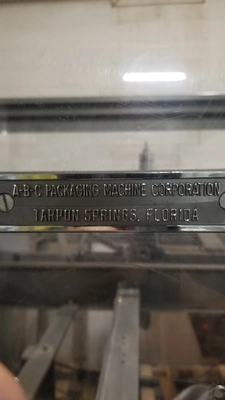 A-B-C PACKAGING MACHINE CORPORATION
TARPON SPRINGS, FLORIDA